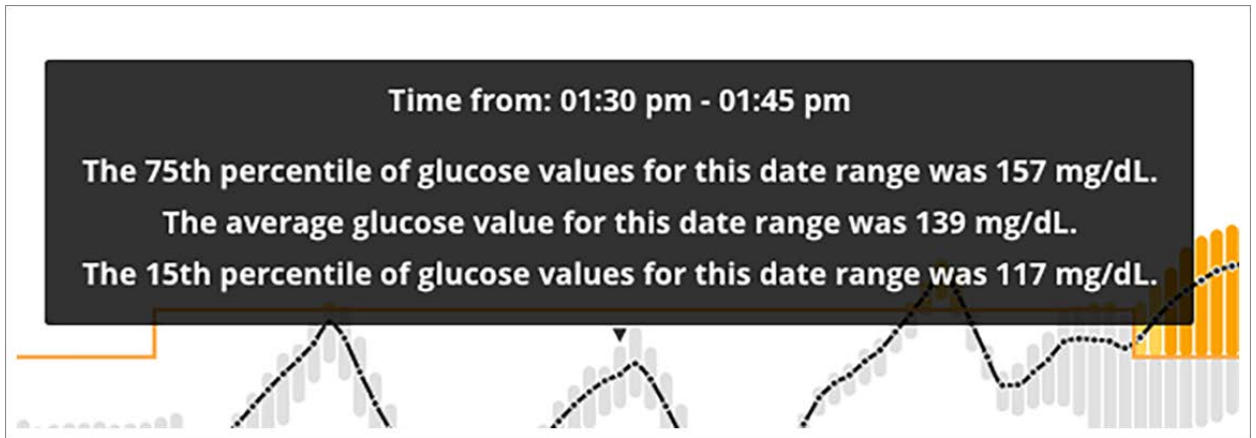 Time from: 01:30 pm - 01:45 pm
The 75th percentile of glucose values for this date range was 157 mg/dL.
The average glucose value for this date range was 139 mg/dL.
The 15th percentile of glucose values for this date range was 117 mg/dL.